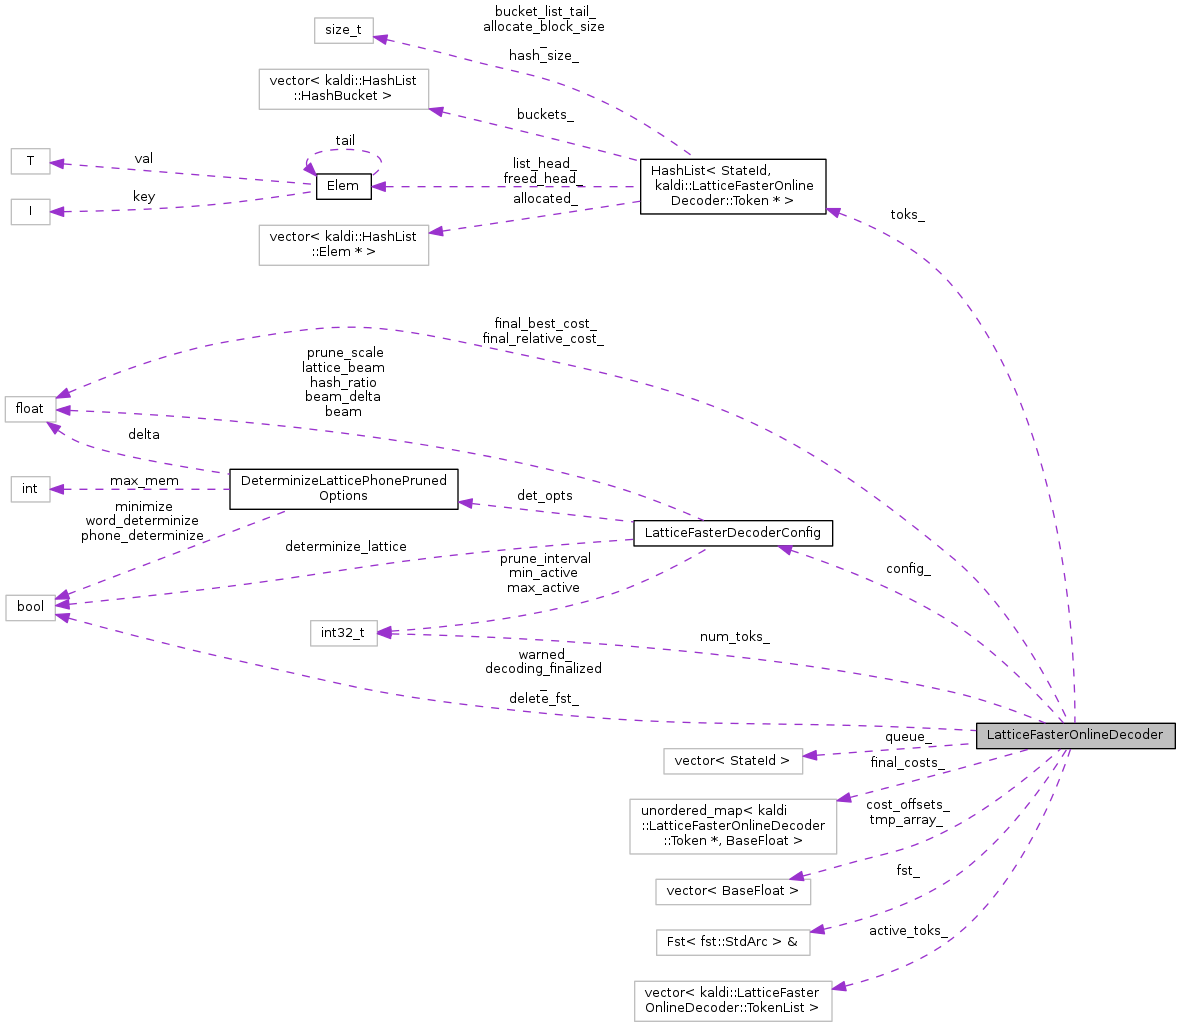 bucket_list_tail_
allocate_block_size
_
hash_size_
size_t
vector< kaldi::HashList
::HashBucket >
buckets_
tail
T
val
Elem
list_head_
freed_head_
HashList< StateId,
kaldi::LatticeFasterOnline
Decoder::Token * >
I
key
allocated_
toks_
vector< kaldi::HashList
::Elem * >
final_best_cost_
final_relative_cost_
prune_scale
lattice_beam
hash_ratio
beam_delta
beam
float
delta
int
max_mem
DeterminizeLatticePhonePruned
Options
det_opts
minimize
word_determinize
phone_determinize
LatticeFasterDecoderConfig
determinize_lattice
prune_interval
min_active
max_active
config_
bool
int32_t
num_toks_
warned_
decoding_finalized
_
delete_fst_
LatticeFasterOnlineDecoder
queue_
vector< StateId >
final_costs_
unordered_map< kaldi
::LatticeFasterOnlineDecoder
::Token *, BaseFloat >
cost_offsets_
tmp_array_
vector< BaseFloat >
fst_
Fst< fst::StdArc > &
active_toks_
vector< kaldi::LatticeFaster
OnlineDecoder::TokenList >